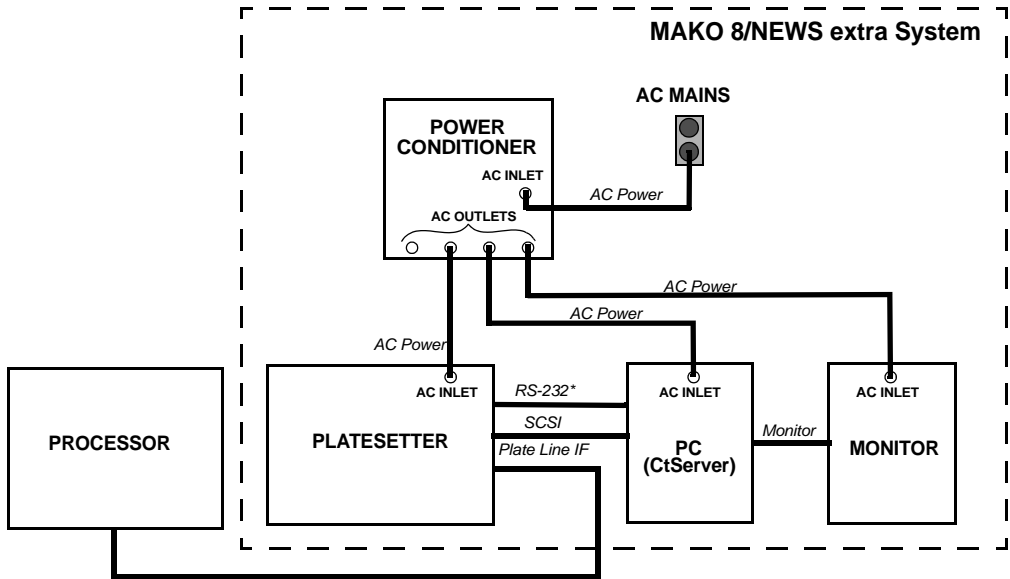 MAKO 8/NEWS extra System
AC MAINS
POWER
CONDITIONER
AC INLET
AC Power
AC OUTLETS
AC Power
AC Power
AC Power
AC INLET
RS-232*
AC INLET
AC INLET
PROCESSOR
PLATESETTER
SCSI
Plate Line IF
PC
(CtServer)
Monitor
MONITOR